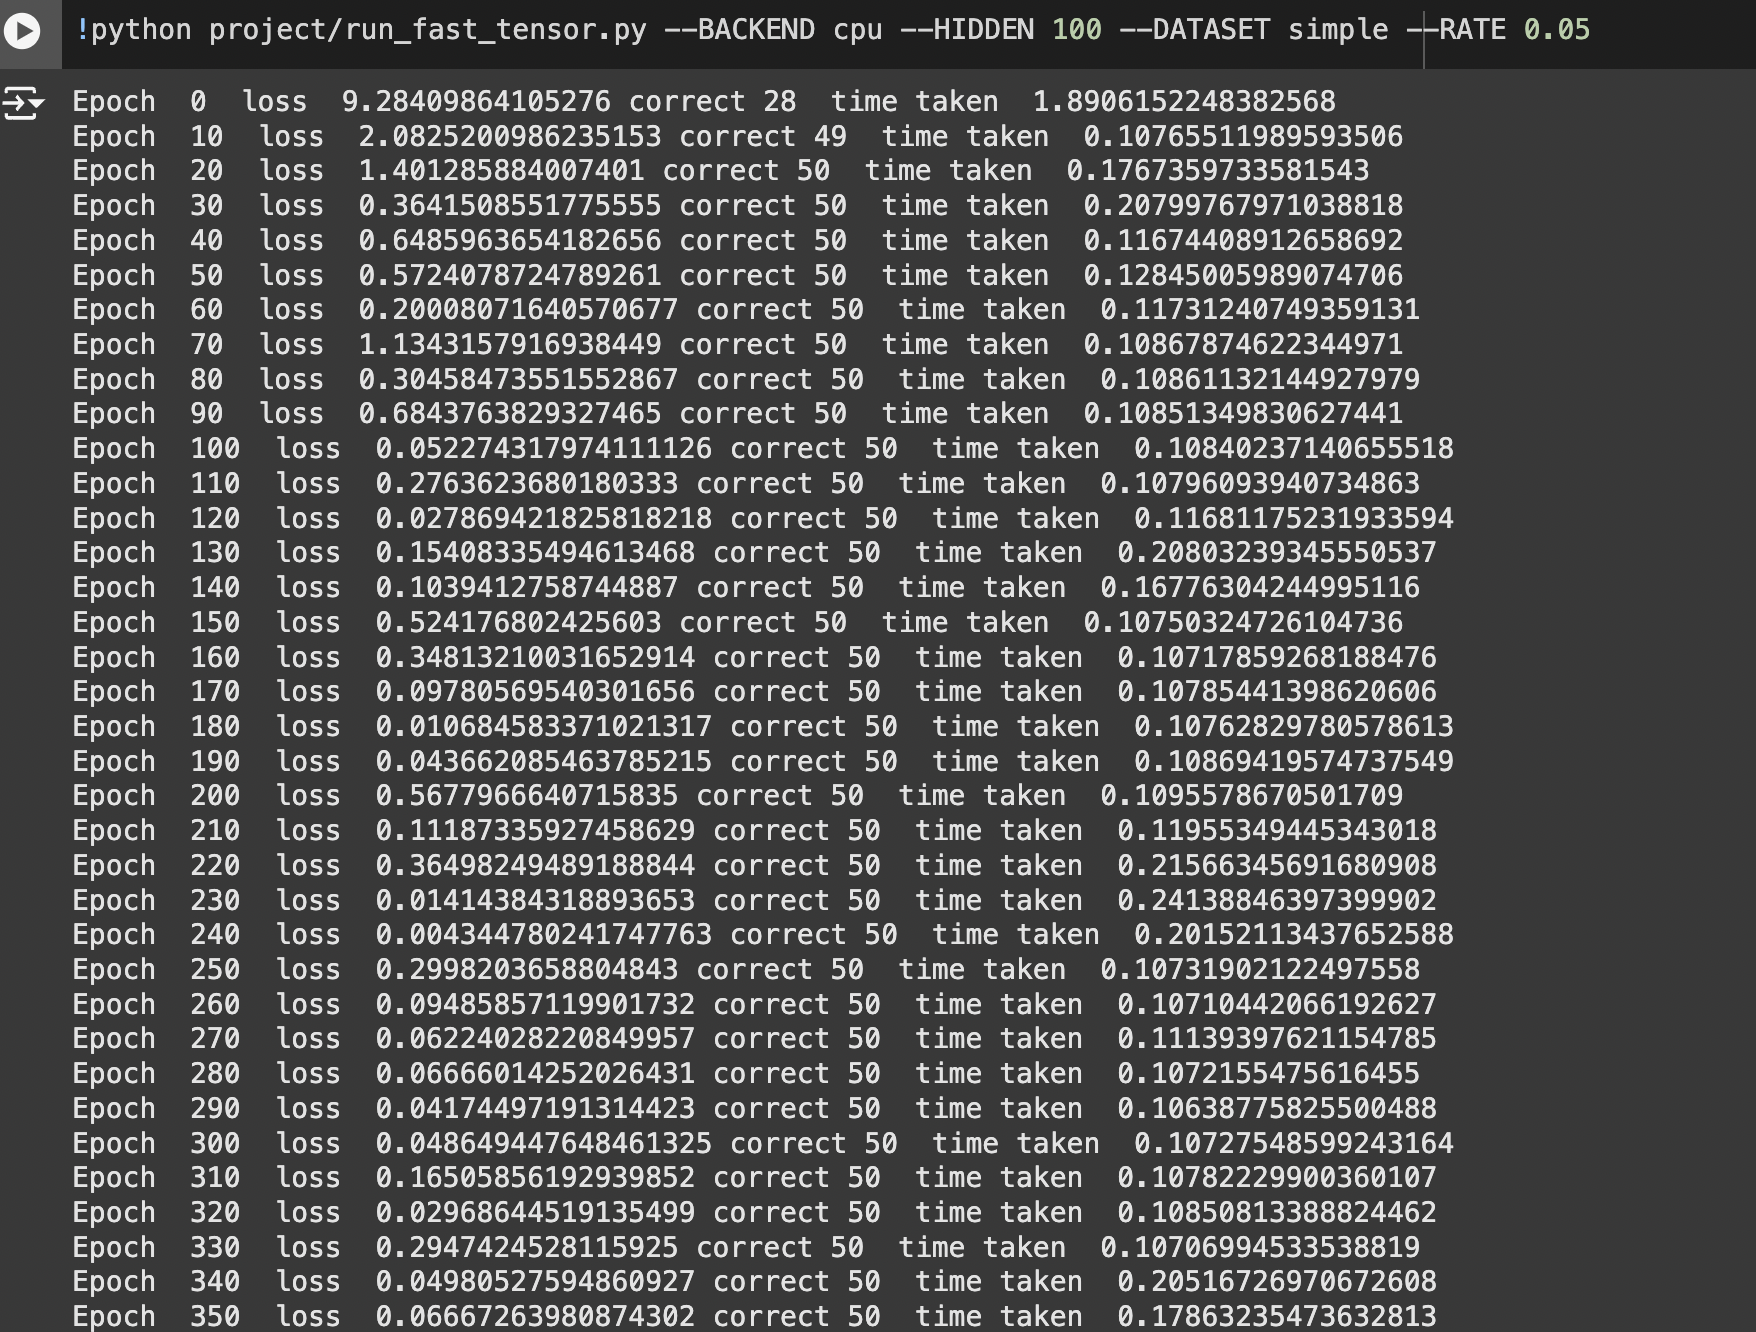 !python project/run_fast_tensor.py --BACKEND cpu --HIDDEN 100 --DATASET simple --RATE 0.05
Epoch  0  loss  9.28409864105276 correct 28  time taken  1.8906152248382568
Epoch  10  loss  2.0825200986235153 correct 49  time taken  0.10765511989593506
Epoch  20  loss  1.401285884007401 correct 50  time taken  0.1767359733581543
Epoch  30  loss  0.3641508551775555 correct 50  time taken  0.20799767971038818
Epoch  40  loss  0.6485963654182656 correct 50  time taken  0.11674408912658692
Epoch  50  loss  0.5724078724789261 correct 50  time taken  0.12845005989074706
Epoch  60  loss  0.20008071640570677 correct 50  time taken  0.11731240749359131
Epoch  70  loss  1.1343157916938449 correct 50  time taken  0.10867874622344971
Epoch  80  loss  0.30458473551552867 correct 50  time taken  0.10861132144927979
Epoch  90  loss  0.6843763829327465 correct 50  time taken  0.10851349830627441
Epoch  100  loss  0.052274317974111126 correct 50  time taken  0.10840237140655518
Epoch  110  loss  0.2763623680180333 correct 50  time taken  0.10796093940734863
Epoch  120  loss  0.027869421825818218 correct 50  time taken  0.11681175231933594
Epoch  130  loss  0.15408335494613468 correct 50  time taken  0.20803239345550537
Epoch  140  loss  0.1039412758744887 correct 50  time taken  0.16776304244995116
Epoch  150  loss  0.524176802425603 correct 50  time taken  0.10750324726104736
Epoch  160  loss  0.34813210031652914 correct 50  time taken  0.10717859268188476
Epoch  170  loss  0.09780569540301656 correct 50  time taken  0.10785441398620606
Epoch  180  loss  0.010684583371021317 correct 50  time taken  0.10762829780578613
Epoch  190  loss  0.043662085463785215 correct 50  time taken  0.10869419574737549
Epoch  200  loss  0.5677966640715835 correct 50  time taken  0.1095578670501709
Epoch  210  loss  0.11187335927458629 correct 50  time taken  0.11955349445343018
Epoch  220  loss  0.36498249489188844 correct 50  time taken  0.21566345691680908
Epoch  230  loss  0.01414384318893653 correct 50  time taken  0.24138846397399902
Epoch  240  loss  0.004344780241747763 correct 50  time taken  0.20152113437652588
Epoch  250  loss  0.2998203658804843 correct 50  time taken  0.10731902122497558
Epoch  260  loss  0.09485857119901732 correct 50  time taken  0.10710442066192627
Epoch  270  loss  0.06224028220849957 correct 50  time taken  0.11139397621154785
Epoch  280  loss  0.06666014252026431 correct 50  time taken  0.1072155475616455
Epoch  290  loss  0.04174497191314423 correct 50  time taken  0.10638775825500488
Epoch  300  loss  0.048649447648461325 correct 50  time taken  0.10727548599243164
Epoch  310  loss  0.16505856192939852 correct 50  time taken  0.10782229900360107
Epoch  320  loss  0.02968644519135499 correct 50  time taken  0.10850813388824462
Epoch  330  loss  0.2947424528115925 correct 50  time taken  0.10706994533538819
Epoch  340  loss  0.04980527594860927 correct 50  time taken  0.20516726970672608
Epoch  350  loss  0.06667263980874302 correct 50  time taken  0.17863235473632813